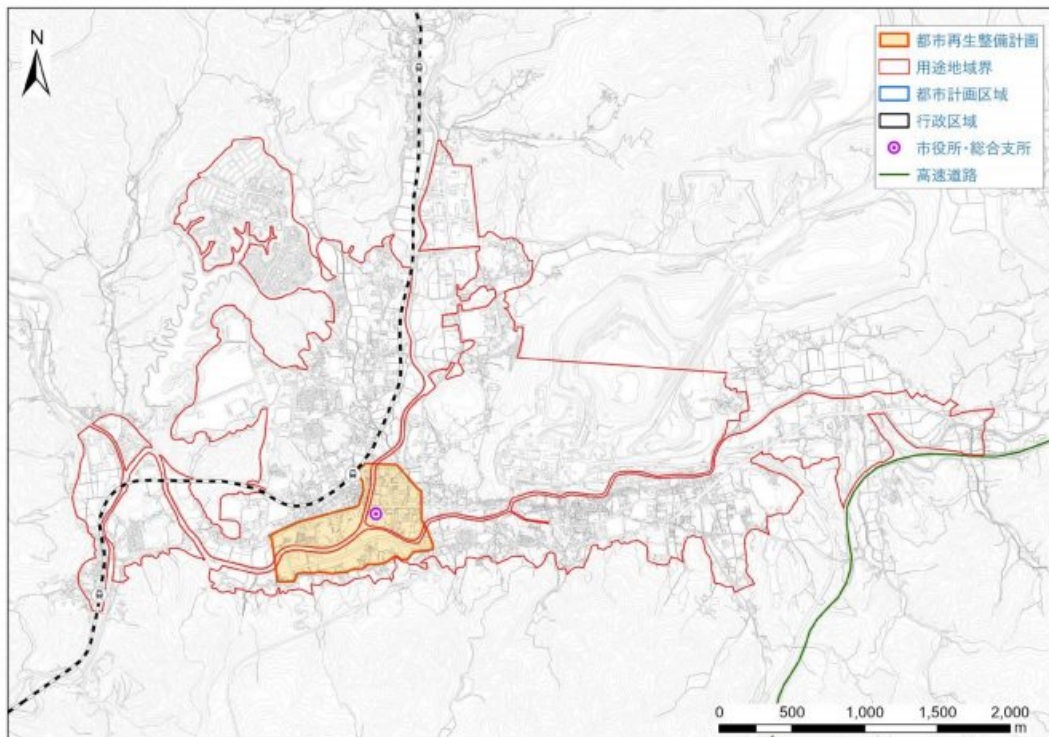 N
都市再生整備計画
用途地域界
都市計画区域
行政区域
市役所・総合支所
高速道路
0 500 1,000 1,500 2,000
m